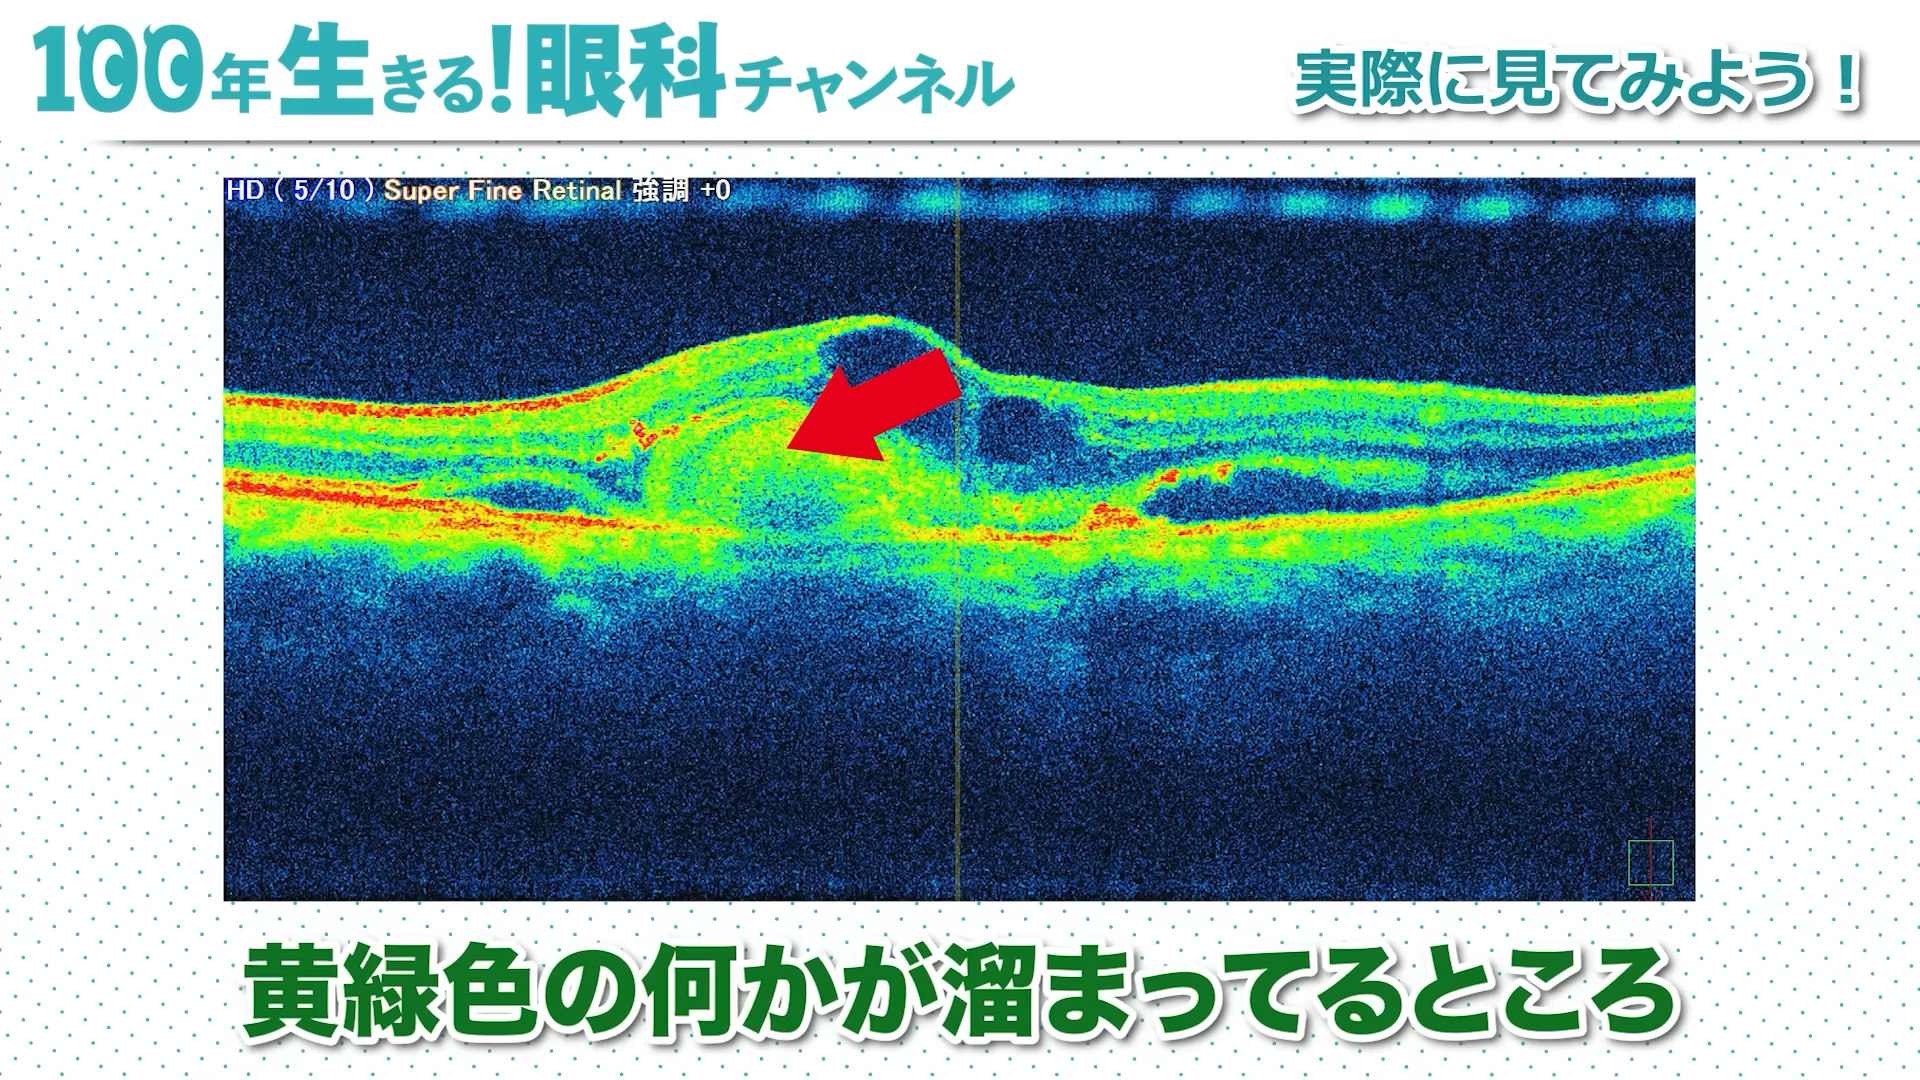 100年生きる!眼科チャンネル
実際に見てみよう！
HD ( 5/10 ) Super Fine Retinal 強調 +0
黄緑色の何かが溜まってるところ